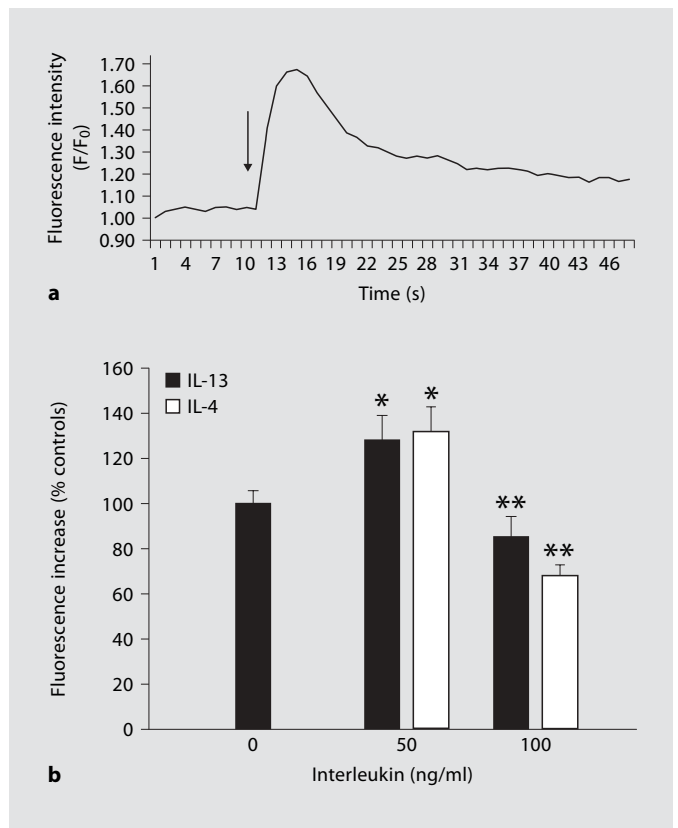 Fluorescence intensity
(F/F0)
1.70
1.60
1.50
1.40
1.30
1.20
1.10
1.00
0.90
1 4 7 10 13 16 19 22 25 28 31 34 37 40 43 46
a
Time (s)
Fluorescence increase (% controls)
160
140
120
100
80
60
40
20
0
IL-13
IL-4
* *
** **
0 50 100
b
Interleukin (ng/ml)